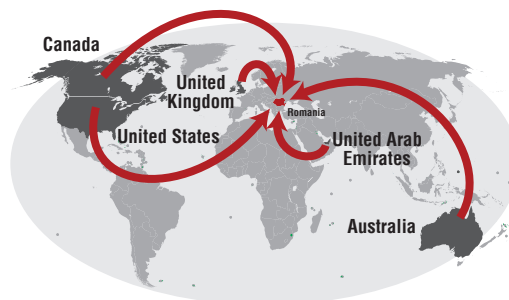 Canada
United
Kingdom
Romania
United States
United Arab
Emirates
Australia